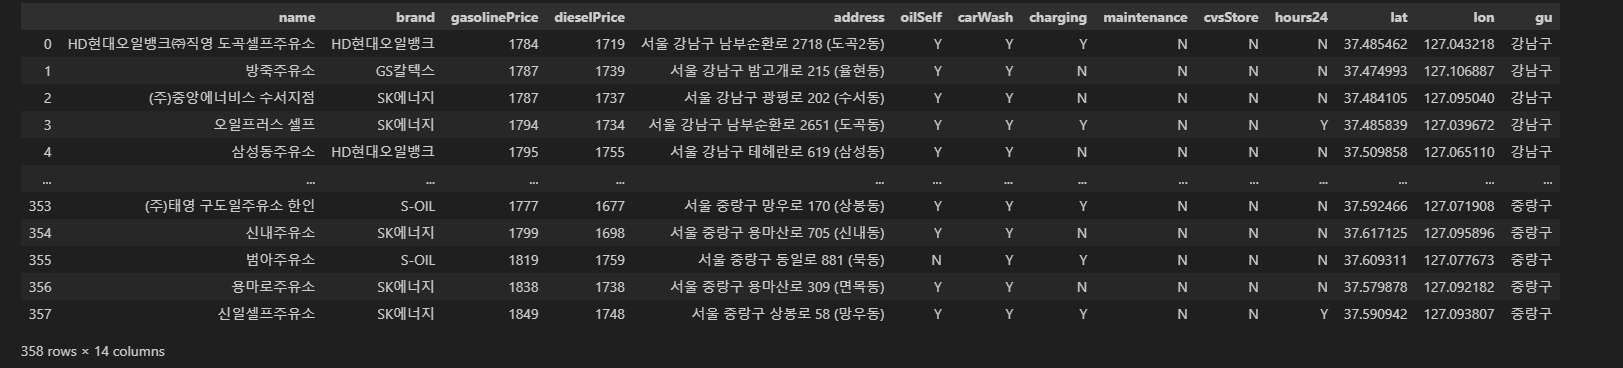 name brand gasolinePrice dieselPrice address oilSelf carWash charging maintenance cvsStore hours24 lat lon gu
0 HD현대오일뱅크㈜직영 도곡셀프주유소 HD현대오일뱅크 1784 1719 서울 강남구 남부순환로 2718 (도곡2동) Y Y Y N N N 37.485462 127.043218 강남구
1 방죽주유소 GS칼텍스 1787 1739 서울 강남구 밤고개로 215 (율현동) Y Y Y N N N 37.474993 127.106887 강남구
2 (주)중앙에너비스 수서지점 SK에너지 1787 1737 서울 강남구 광평로 202 (수서동) Y Y N N N N 37.484105 127.095040 강남구
3 오일프러스 셀프 SK에너지 1794 1734 서울 강남구 남부순환로 2651 (도곡동) Y Y Y N N Y 37.485839 127.039672 강남구
4 삼성동주유소 HD현대오일뱅크 1795 1755 서울 강남구 테헤란로 619 (삼성동) Y Y N N N N 37.509858 127.065110 강남구
... ... ... ... ... ... ... ... ... ... ... ... ... ... ...
353 (주)태영 구도일주유소 한인 S-OIL 1777 1677 서울 중랑구 망우로 170 (상봉동) Y Y Y N N N 37.592466 127.071908 중랑구
354 신내주유소 SK에너지 1799 1698 서울 중랑구 용마산로 705 (신내동) Y Y N N N N 37.617125 127.095896 중랑구
355 범아주유소 S-OIL 1819 1759 서울 중랑구 동일로 881 (묵동) N Y Y N N N 37.609311 127.077673 중랑구
356 용마로주유소 SK에너지 1838 1738 서울 중랑구 용마산로 309 (면목동) Y Y N N N N 37.579878 127.092182 중랑구
357 신일셀프주유소 SK에너지 1849 1748 서울 중랑구 상봉로 58 (망우동) Y Y Y N N Y 37.590942 127.093807 중랑구
358 rows × 14 columns